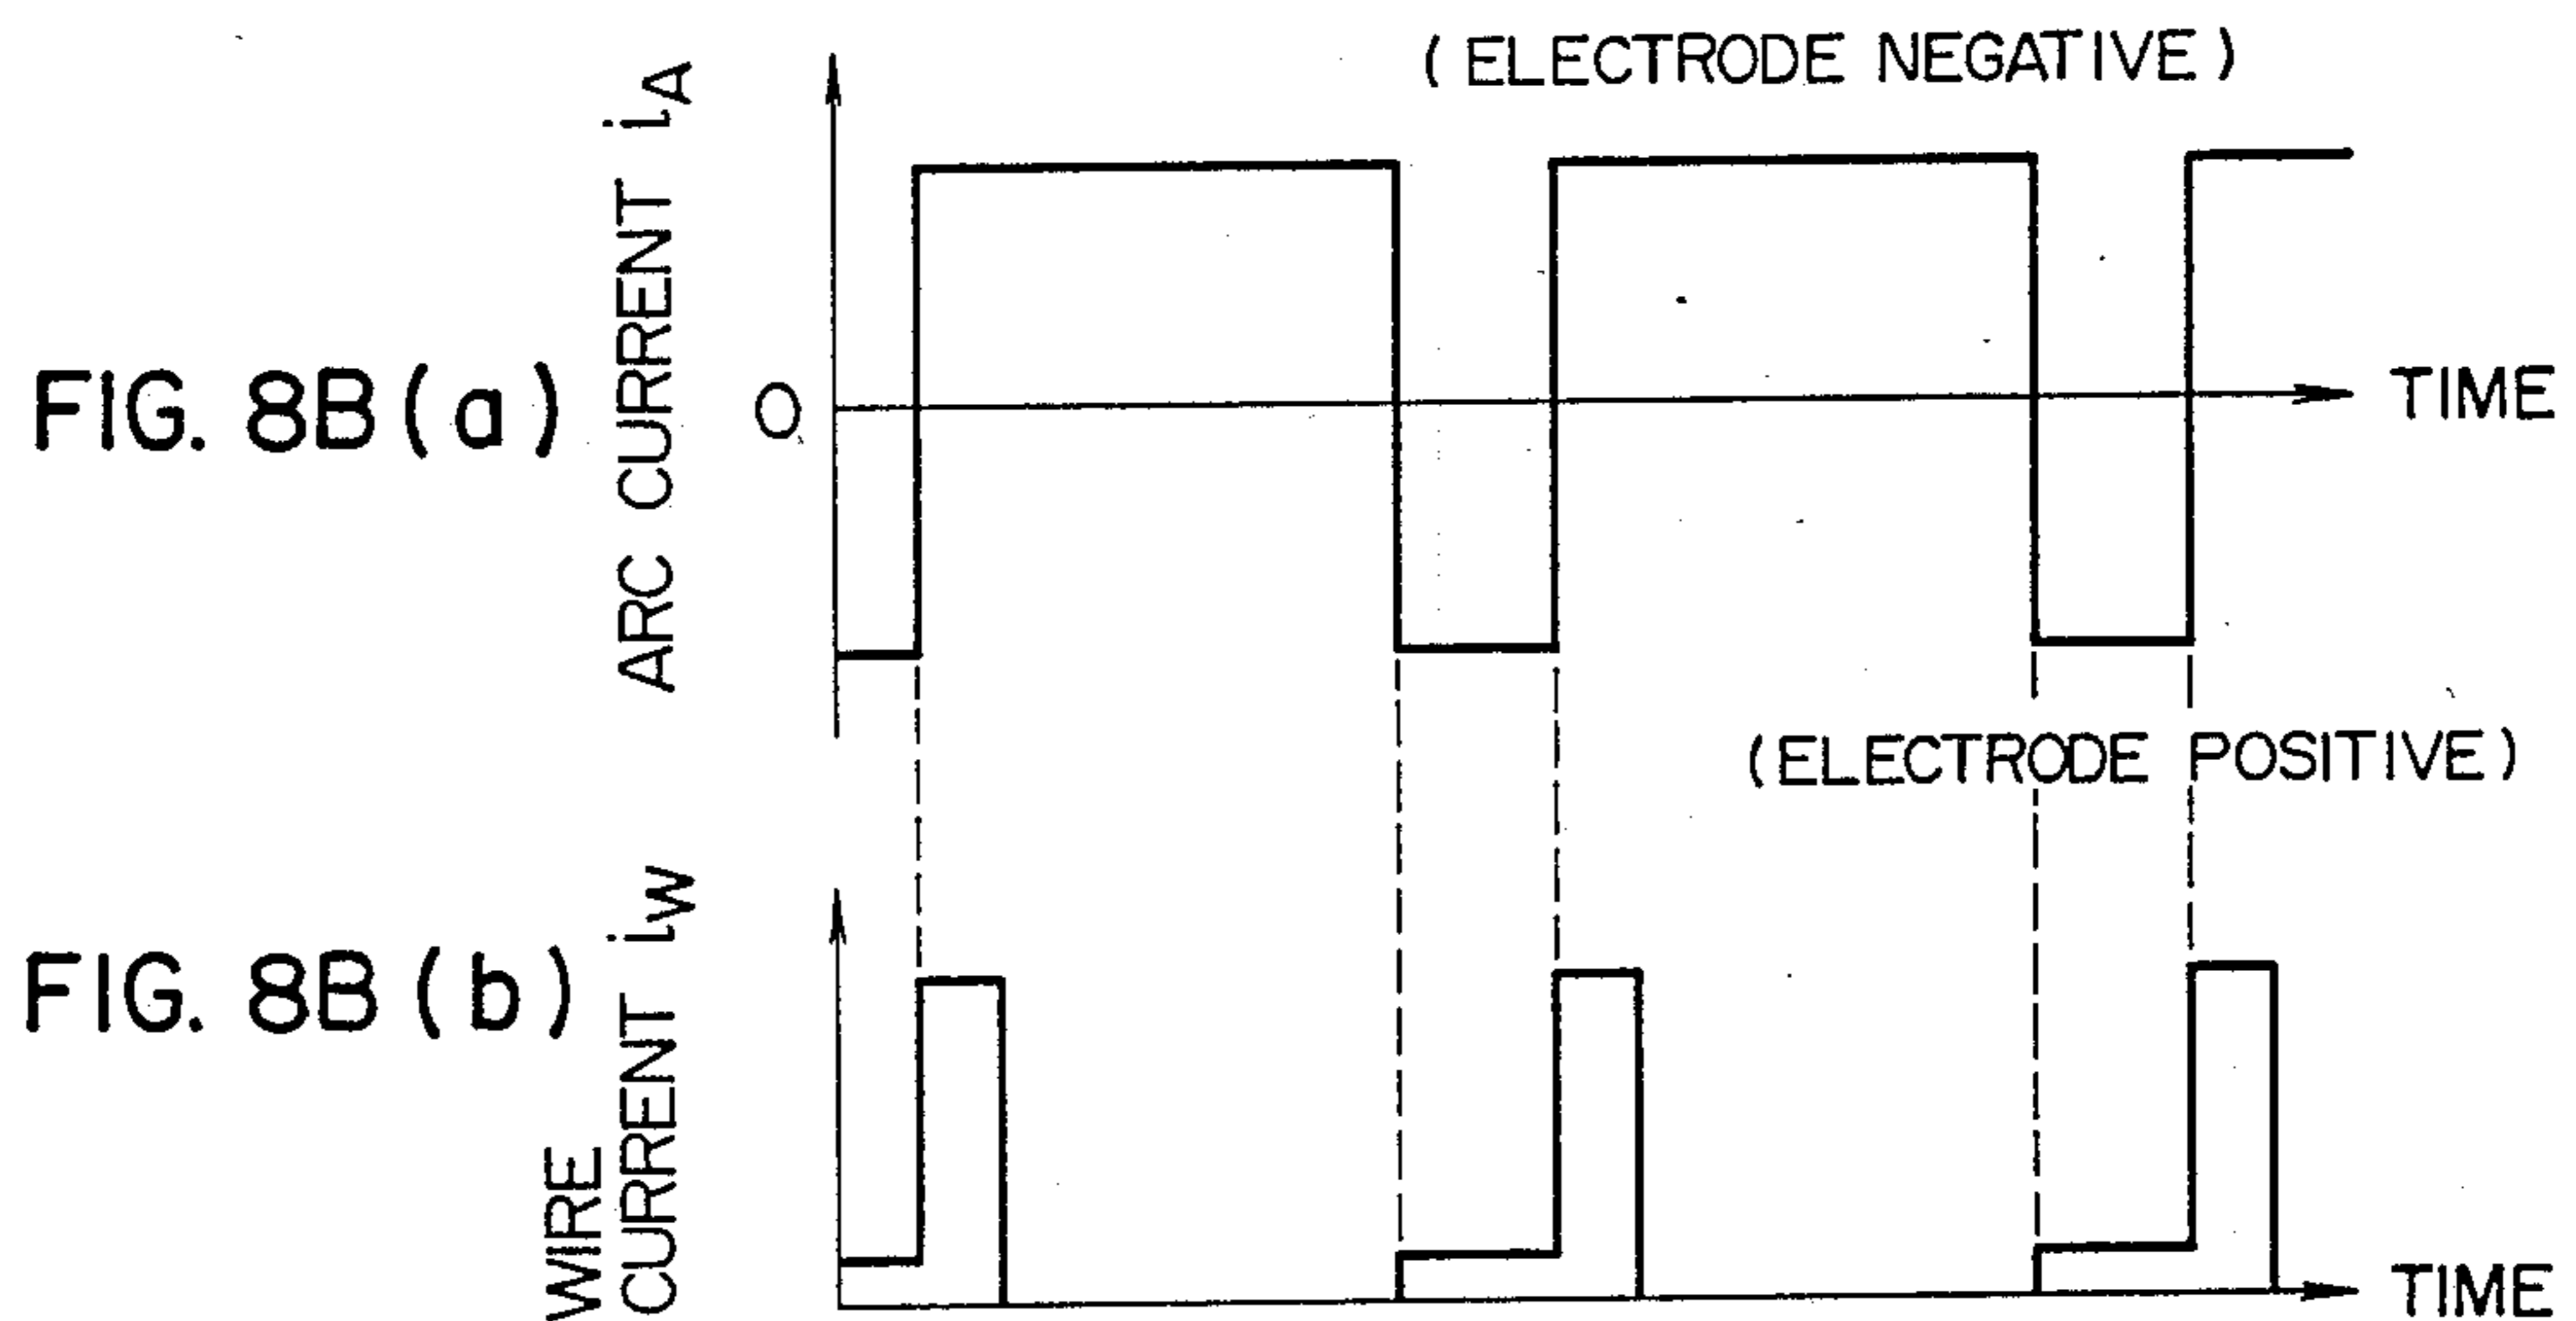 (ELECTRODE NEGATIVE)
ARC CURRENT iA
FIG. 8B(a)
O
TIME
(ELECTRODE POSITIVE)
FIG. 8B(b)
WIRE
CURRENT iW
TIME